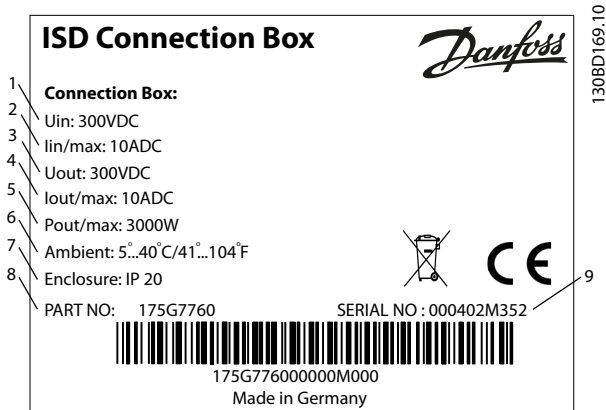 ISD Connection Box
Danfoss
130BD169.10
Connection Box:
1 Uin: 300VDC
2 Iin/max: 10ADC
3 Uout: 300VDC
4 Iout/max: 10ADC
5 Pout/max: 3000W
6 Ambient: 5°...40°C/41°...104°F
7 Enclosure: IP 20
CE
8 PART NO: 175G7760 SERIAL NO : 000402M352 9
175G776000000M000
Made in Germany